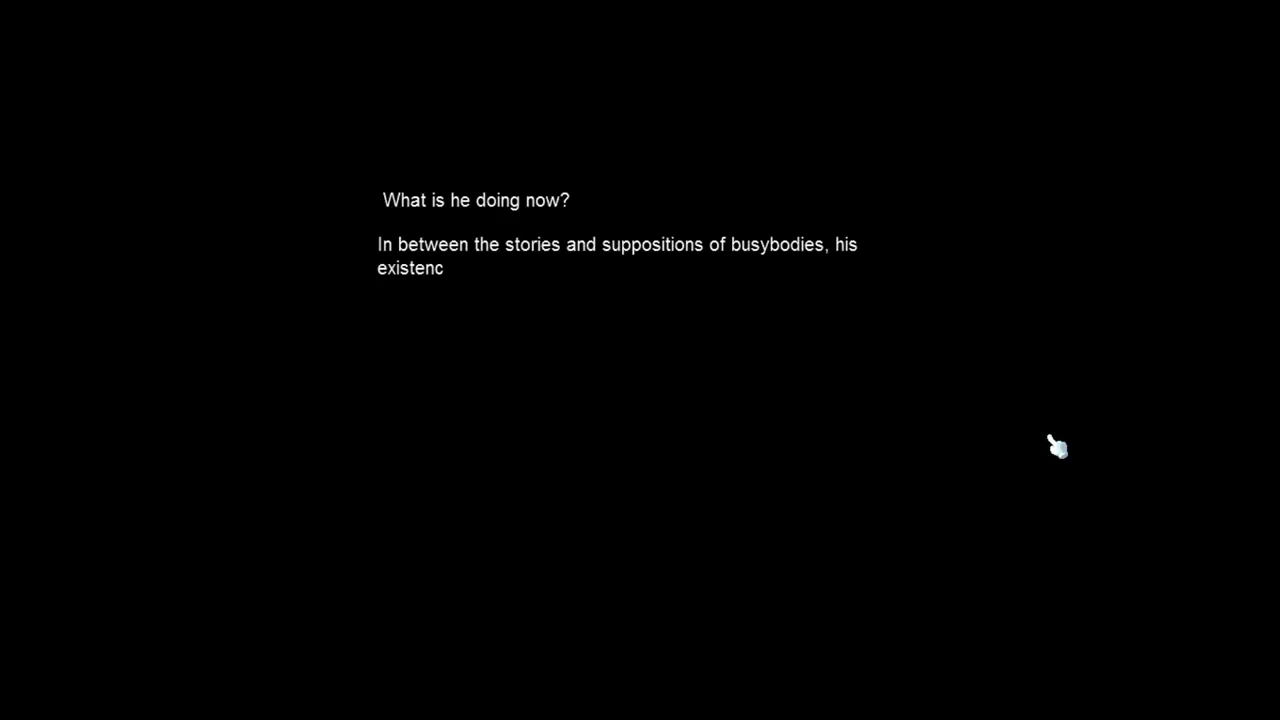 What is he doing now?
In between the stories and suppositions of busybodies, his
existenc